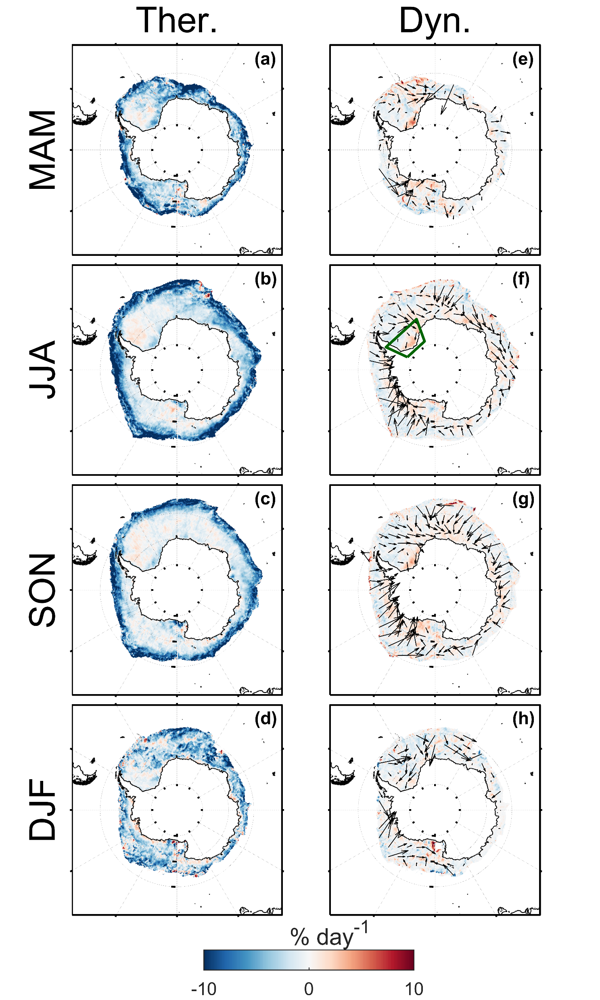 Ther. Dyn.
MAM (a) (e)
JJA (b) (f)
SON (c) (g)
DJF (d) (h)
% day-1
-10 0 10